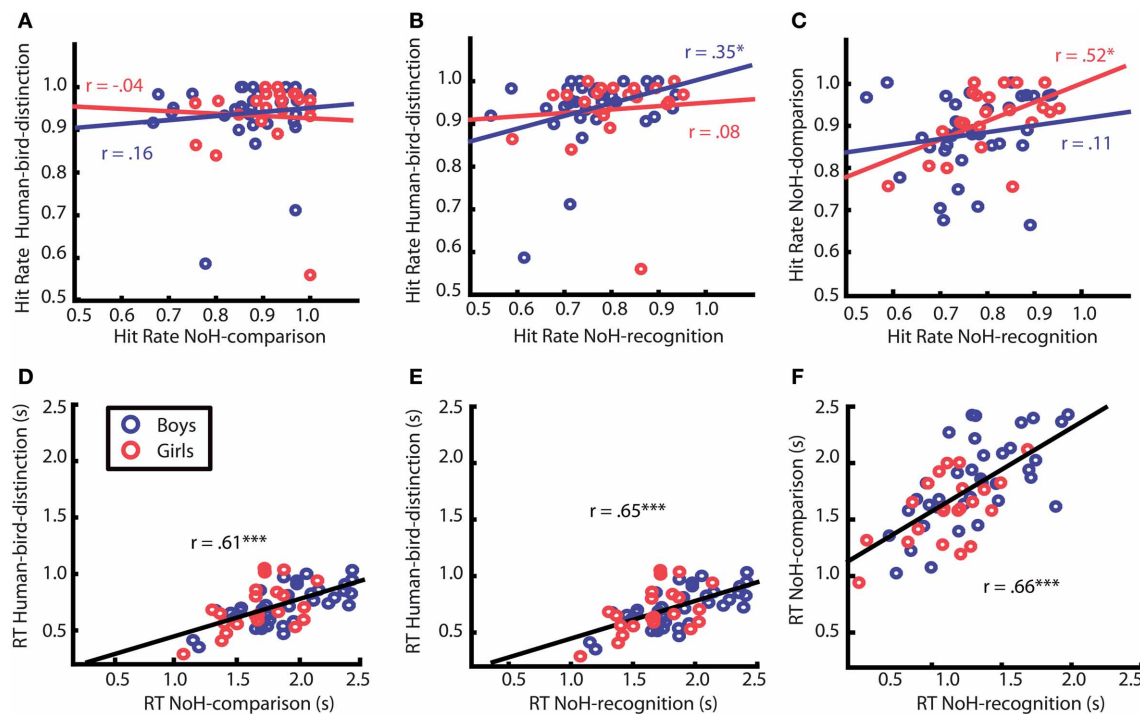 A
Hit Rate Human-bird-distinction
1.0
0.9
0.8
0.7
0.6
0.5
r = -.04
r = .16
0.5 0.6 0.7 0.8 0.9 1.0
Hit Rate NoH-comparison
B
Hit Rate Human-bird-distinction
1.0
0.9
0.8
0.7
0.6
0.5
r = .35*
r = .08
0.5 0.6 0.7 0.8 0.9 1.0
Hit Rate NoH-recognition
C
Hit Rate NoH-domparison
1.0
0.9
0.8
0.7
0.6
0.5
r = .52*
r = .11
0.5 0.6 0.7 0.8 0.9 1.0
Hit Rate NoH-recognition
D
RT Human-bird-distinction (s)
2.5
2.0
1.5
1.0
0.5
Boys
Girls
r = .61***
0.5 1.0 1.5 2.0 2.5
RT NoH-comparison (s)
E
RT Human-bird-distinction (s)
2.5
2.0
1.5
1.0
0.5
r = .65***
0.5 1.0 1.5 2.0 2.5
RT NoH-recognition (s)
F
RT NoH-comparison (s)
2.5
2.0
1.5
1.0
0.5
r = .66***
0.5 1.0 1.5 2.0 2.5
RT NoH-recognition (s)